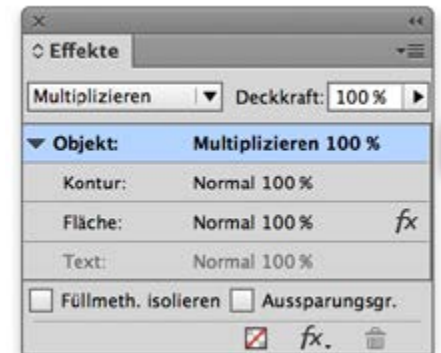 Effekte
Multiplizieren Deckkraft: 100 %
Objekt: Multiplizieren 100 %
Kontur: Normal 100 %
Fläche: Normal 100 % fx
Text: Normal 100 %
Füllmeth. isolieren Aussparungsgr.
fx.